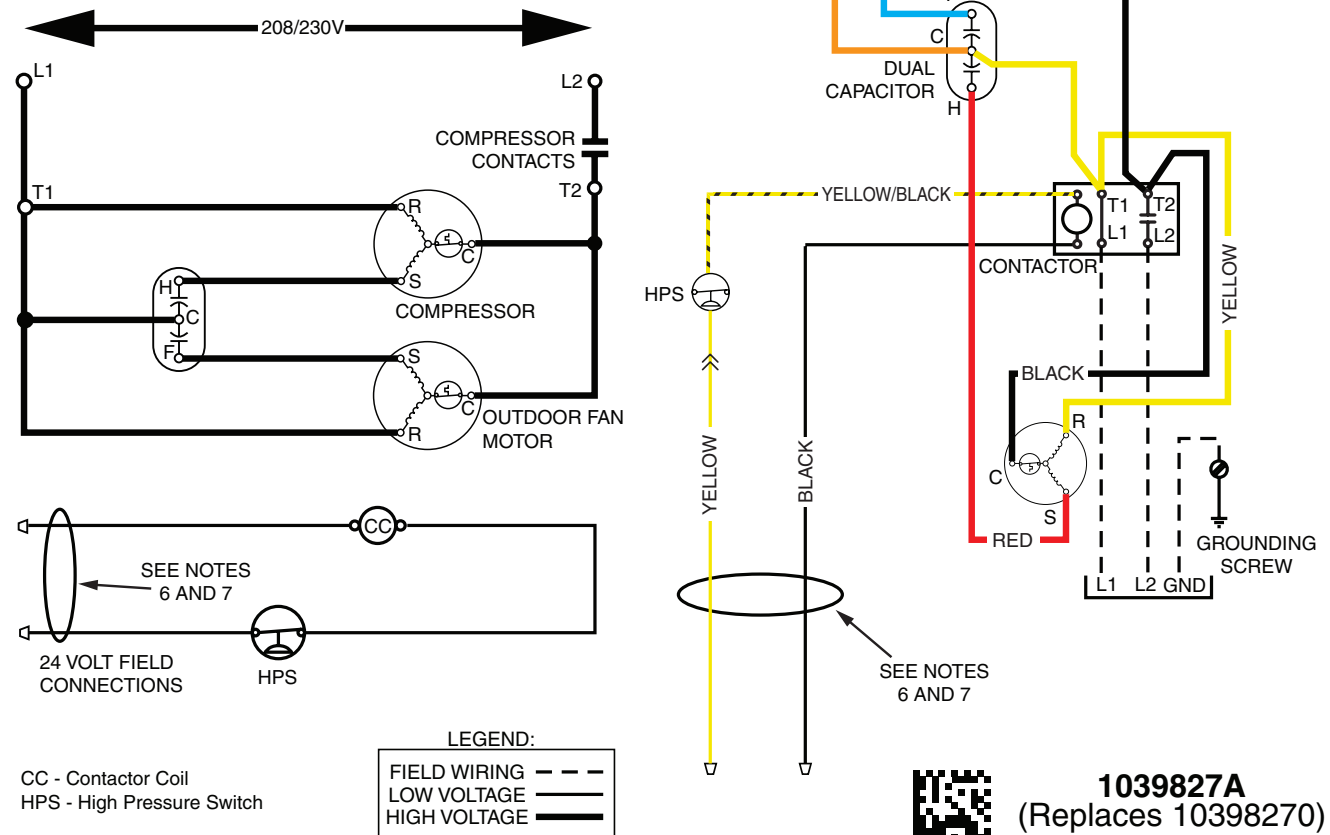 208/230V
L1
L2
COMPRESSOR
CONTACTS
T1
T2
R
C
S
COMPRESSOR
H
C
F
S
C
R
OUTDOOR FAN
MOTOR
CC
SEE NOTES
6 AND 7
24 VOLT FIELD
CONNECTIONS
HPS
LEGEND:
FIELD WIRING
LOW VOLTAGE
HIGH VOLTAGE
CC - Contactor Coil
HPS - High Pressure Switch
C
DUAL
CAPACITOR
H
YELLOW/BLACK
T1
T2
L1
L2
CONTACTOR
HPS
YELLOW
BLACK
R
C
S
RED
YELLOW
BLACK
GROUNDING
SCREW
L1
L2
GND
SEE NOTES
6 AND 7
1039827A
(Replaces 10398270)